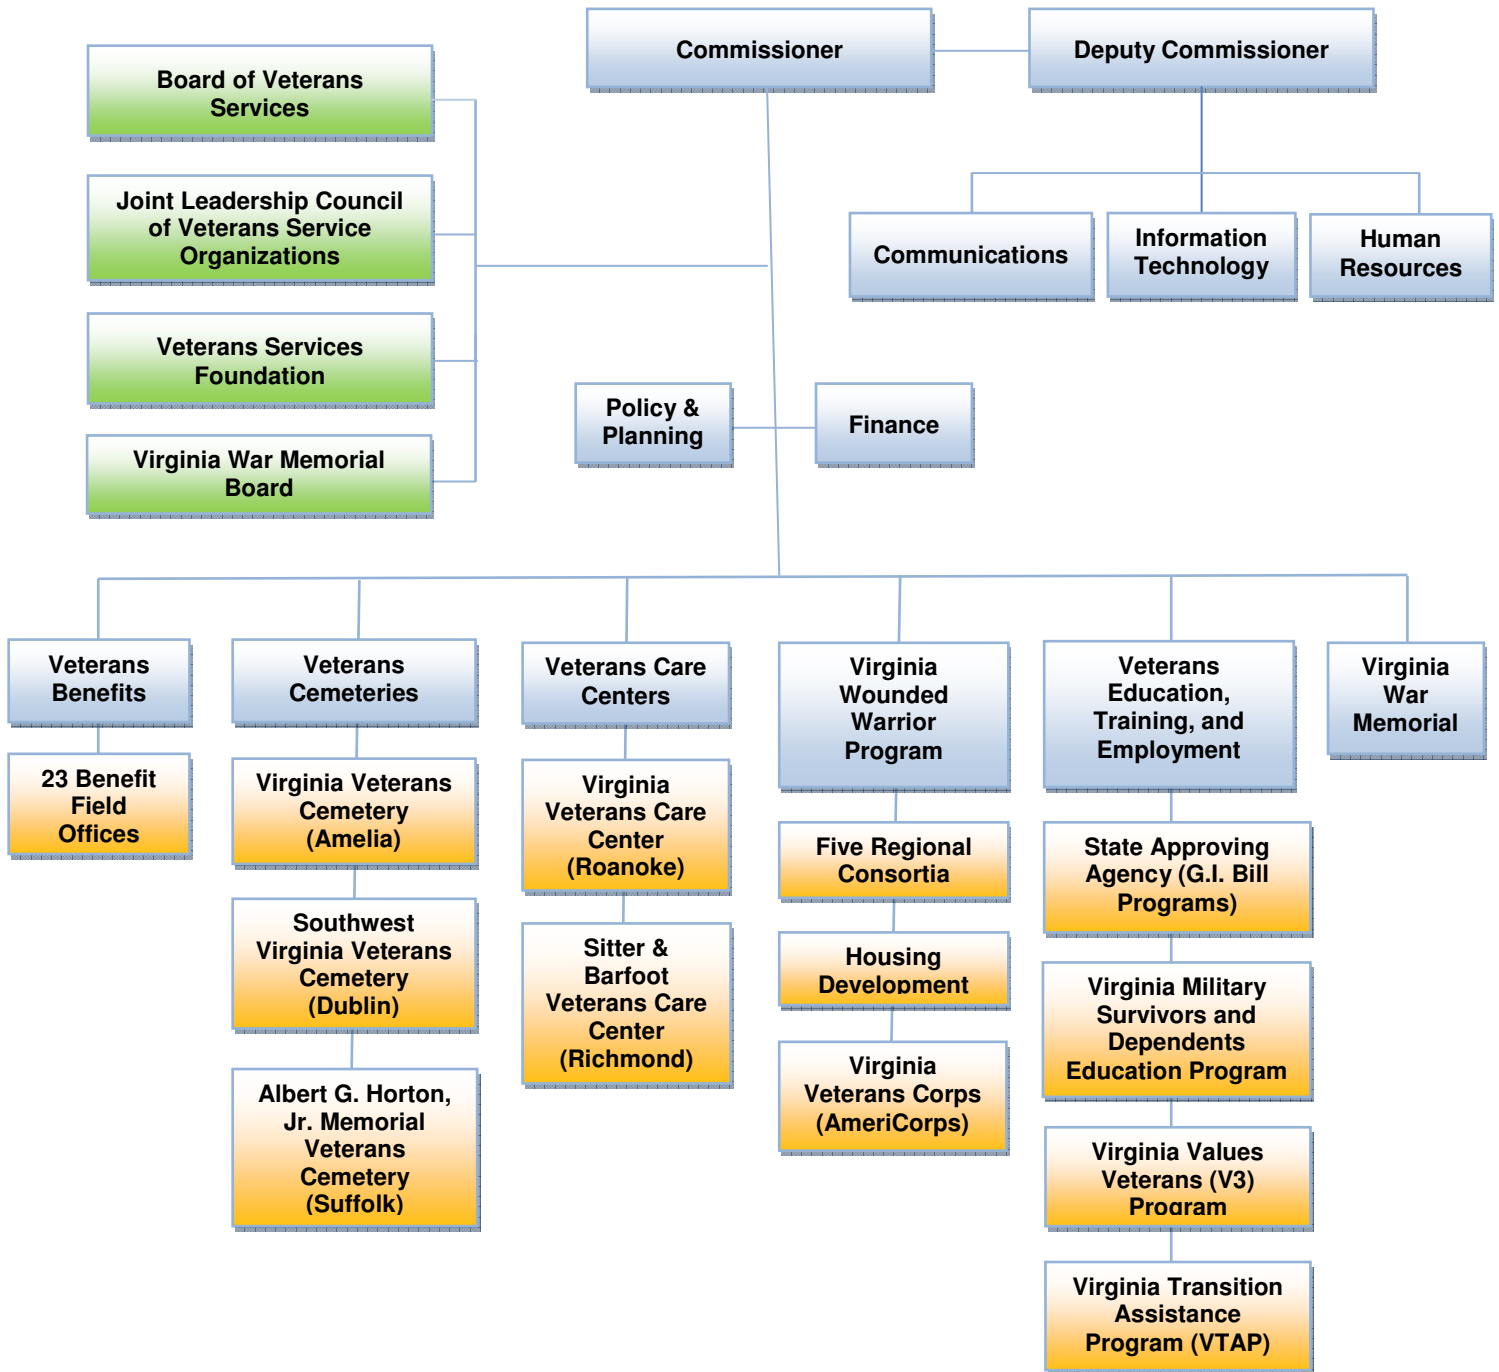 Commissioner
Deputy Commissioner
Board of Veterans
Services
Joint Leadership Council
of Veterans Service
Organizations
Veterans Services
Foundation
Virginia War Memorial
Board
Communications
Information
Technology
Human
Resources
Policy &
Planning
Finance
Veterans
Benefits
23 Benefit
Field
Offices
Veterans
Cemeteries
Virginia Veterans
Cemetery
(Amelia)
Southwest
Virginia Veterans
Cemetery
(Dublin)
Albert G. Horton,
Jr. Memorial
Veterans
Cemetery
(Suffolk)
Veterans Care
Centers
Virginia
Veterans Care
Center
(Roanoke)
Sitter &
Barfoot
Veterans Care
Center
(Richmond)
Virginia
Wounded
Warrior
Program
Five Regional
Consortia
Housing
Development
Virginia
Veterans Corps
(AmeriCorps)
Veterans
Education,
Training, and
Employment
State Approving
Agency (G.I. Bill
Programs)
Virginia Military
Survivors and
Dependents
Education Program
Virginia Values
Veterans (V3)
Program
Virginia Transition
Assistance
Program (VTAP)
Virginia
War
Memorial